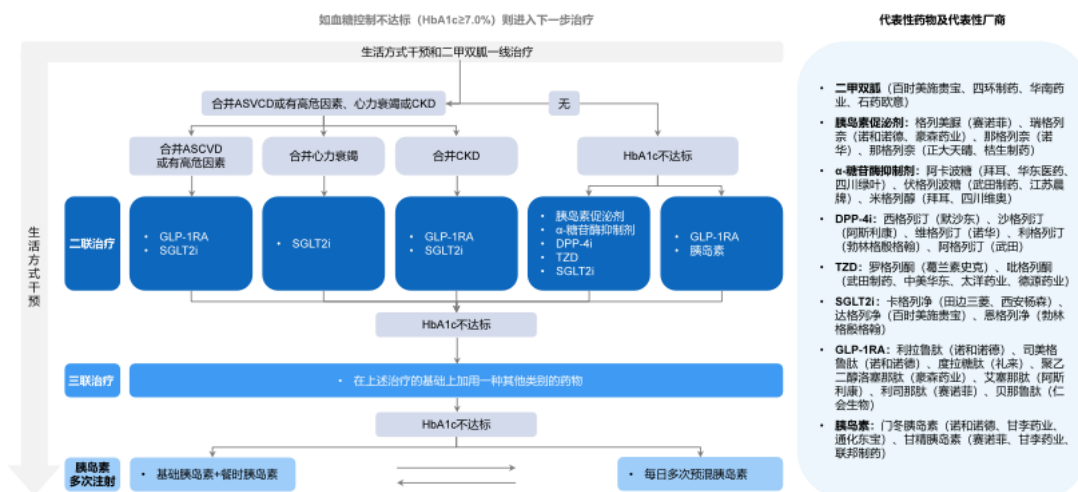 如血糖控制不达标（HbA1c≥7.0%）则进入下一步治疗
生活方式干预和二甲双胍一线治疗
合并ASVCD或有高危因素、心力衰竭或CKD
无
合并ASCVD
或有高危因素
合并心力衰竭
合并CKD
HbA1c不达标
生活方式干预
二联治疗
• GLP-1RA
• SGLT2i
• SGLT2i
• GLP-1RA
• SGLT2i
• 胰岛素促泌剂
• α-糖苷酶抑制剂
• DPP-4i
• TZD
• SGLT2i
• GLP-1RA
• 胰岛素
HbA1c不达标
三联治疗
• 在上述治疗的基础上加用一种其他类别的药物
HbA1c不达标
胰岛素
多次注射
• 基础胰岛素+餐时胰岛素
• 每日多次预混胰岛素
代表性药物及代表性厂商
• 二甲双胍（百时美施贵宝、四环制药、华南药
业、石药欧意）
• 胰岛素促泌剂：格列美脲（赛诺菲）、瑞格列
奈（诺和诺德、豪森药业）、那格列奈（诺
华）、那格列奈（正大天晴、桔生制药）
• α-糖苷酶抑制剂：阿卡波糖（拜耳、华东医药、
四川绿叶）、伏格列波糖（武田制药、江苏晨
牌）、米格列醇（拜耳、四川维奥）
• DPP-4i：西格列汀（默沙东）、沙格列汀
（阿斯利康）、维格列汀（诺华）、利格列汀
（勃林格殷格翰）、阿格列汀（武田）
• TZD：罗格列酮（葛兰素史克）、吡格列酮
（武田制药、中美华东、太洋药业、德源药业）
• SGLT2i：卡格列净（田边三菱、西安杨森）、
达格列净（百时美施贵宝）、恩格列净（勃林
格殷格翰）
• GLP-1RA：利拉鲁肽（诺和诺德）、司美格
鲁肽（诺和诺德）、度拉糖肽（礼来）、聚乙
二醇洛塞那肽（豪森药业）、艾塞那肽（阿斯
利康）、利司那肽（赛诺菲）、贝那鲁肽（仁
会生物）
• 胰岛素：门冬胰岛素（诺和诺德、甘李药业、
通化东宝）、甘精胰岛素（赛诺菲、甘李药业、
联邦制药）